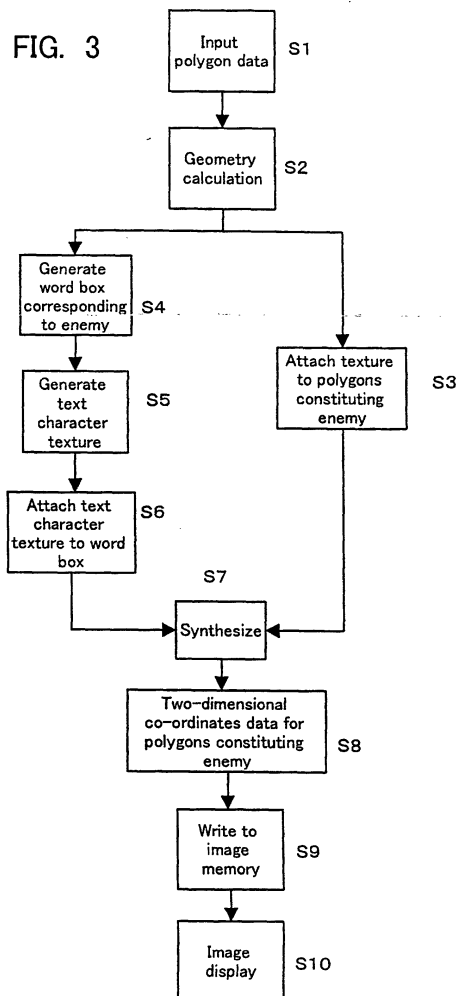 FIG. 3
Input
polygon data
S1
Geometry
calculation
S2
Generate
word box
corresponding
to enemy
S4
Attach texture
to polygons
constituting
enemy
S3
Generate
text
character
texture
S5
Attach text
character
texture to word
box
S6
S7
Synthesize
Two-dimensional
co-ordinates data for
polygons constituting
enemy
S8
Write to
image
memory
S9
Image
display
S10